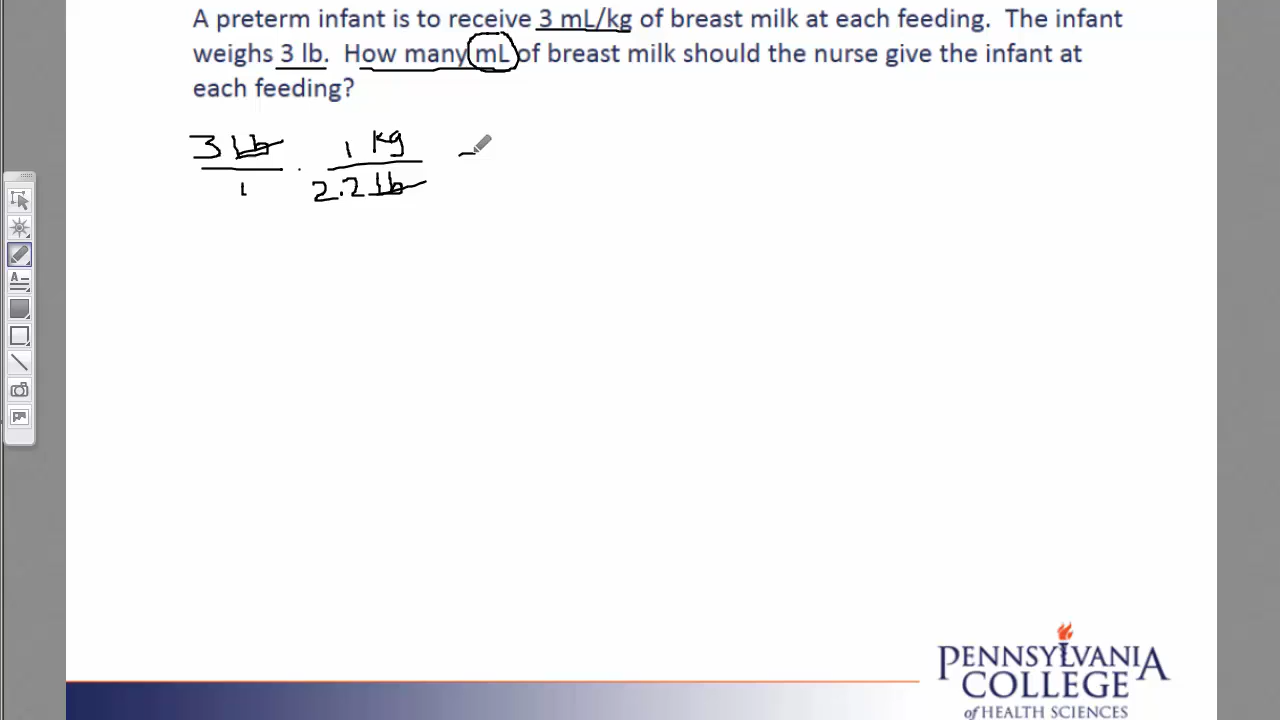 A preterm infant is to receive 3 mL/kg of breast milk at each feeding. The infant
weighs 3 lb. How many mL of breast milk should the nurse give the infant at
each feeding?
3 lb 1 kg =
1 · 2.2 lb
A
PENNSYLVANIA
COLLEGE
of HEALTH SCIENCES